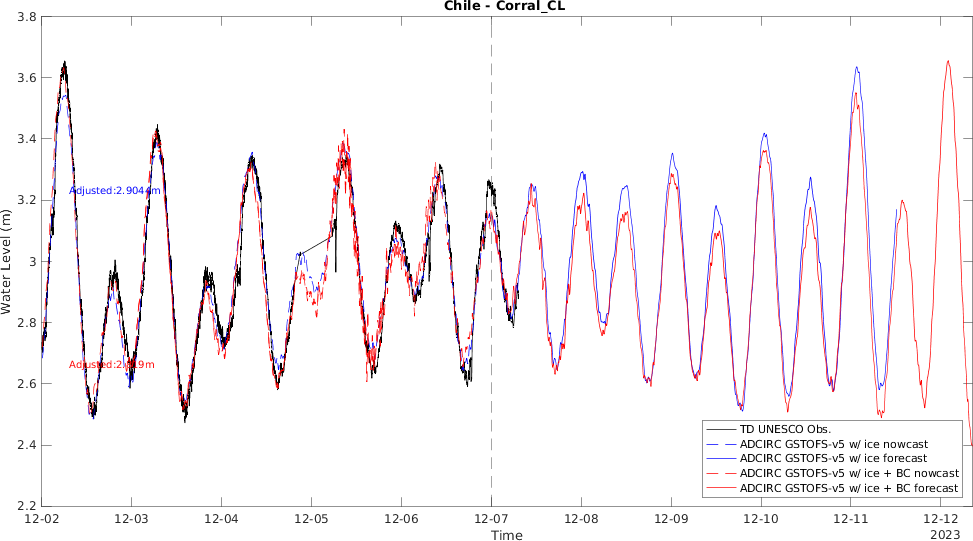 Chile - Corral_CL
3.8
3.6
3.4
3.2
3
2.8
2.6
2.4
2.2
Water Level (m)
Adjusted:2.9044m
TD UNESCO Obs.
ADCIRC GSTOFS-v5 w/ ice nowcast
ADCIRC GSTOFS-v5 w/ ice forecast
ADCIRC GSTOFS-v5 w/ ice + BC nowcast
ADCIRC GSTOFS-v5 w/ ice + BC forecast
12-02 12-03 12-04 12-05 12-06 12-07 12-08 12-09 12-10 12-11 12-12
2023
Time